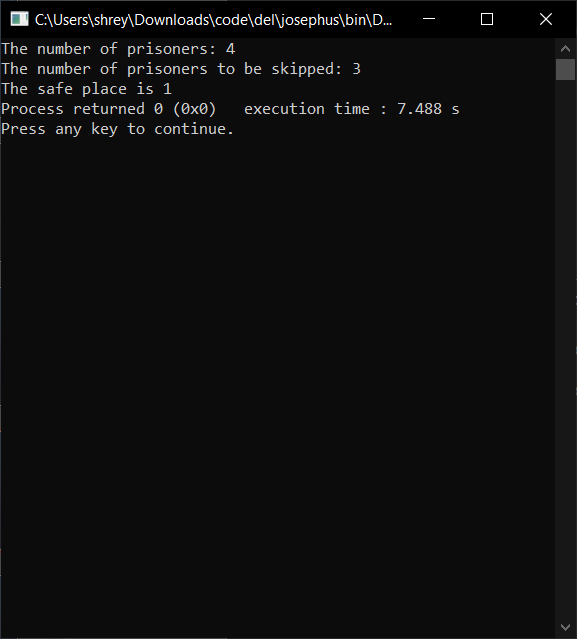 C:\Users\shrey\Downloads\code\del\josephus\bin\D...
The number of prisoners: 4
The number of prisoners to be skipped: 3
The safe place is 1
Process returned 0 (0x0)   execution time : 7.488 s
Press any key to continue.